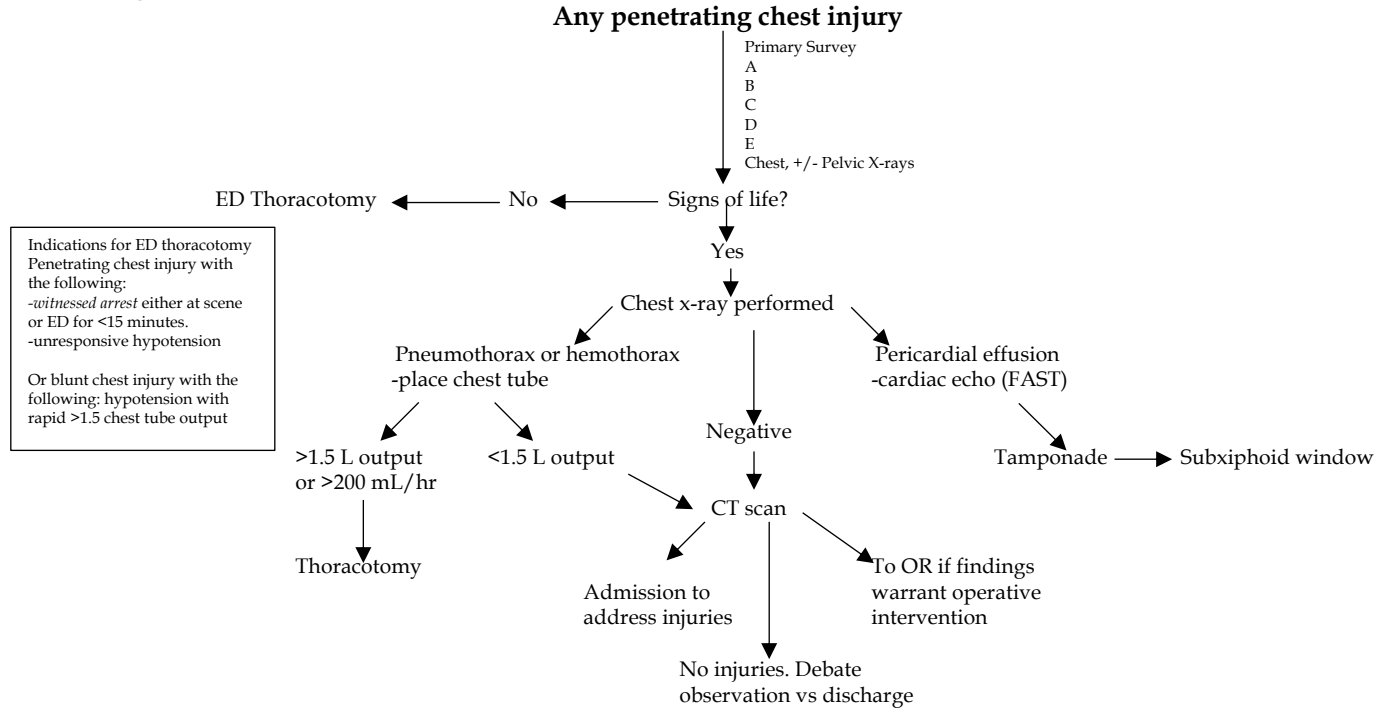 Any penetrating chest injury
Primary Survey
A
B
C
D
E
Chest, +/- Pelvic X-rays
ED Thoracotomy
No
Signs of life?
Indications for ED thoracotomy
Penetrating chest injury with
the following:
-witnessed arrest either at scene
or ED for <15 minutes.
-unresponsive hypotension
Or blunt chest injury with the
following: hypotension with
rapid >1.5 chest tube output
Yes
Chest x-ray performed
Pneumothorax or hemothorax
-place chest tube
Pericardial effusion
-cardiac echo (FAST)
Negative
>1.5 L output
or >200 mL/hr
<1.5 L output
Tamponade
Subxiphoid window
CT scan
Thoracotomy
Admission to
address injuries
To OR if findings
warrant operative
intervention
No injuries. Debate
observation vs discharge